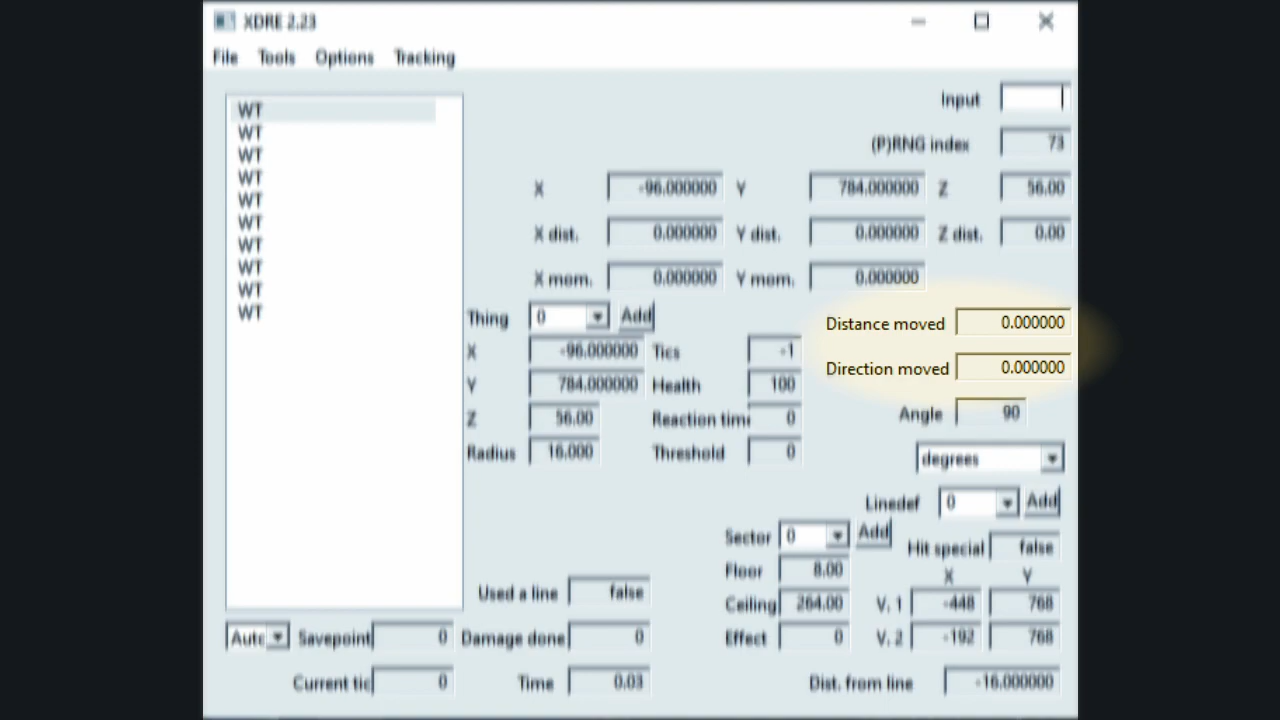 XDRE 2.23
File Tools Options Tracking
Input
(P)RNG index 73
X -96.000000 Y 784.000000 Z 56.00
X dist. 0.000000 Y dist. 0.000000 Z dist. 0.00
X mom. 0.000000 Y mom. 0.000000
WT
WT
WT
WT
WT
WT
WT
WT
WT
WT
Thing 0 Add
X -96.000000 Tics -1
Y 784.000000 Health 100
Z 56.00 Reaction time 0
Radius 16.000 Threshold 0
Distance moved 0.000000
Direction moved 0.000000
Angle 90
degrees
Linedef 0 Add
Sector 0 Add Hit special false
Floor 8.00 X Y
Used a line false Ceiling 264.00 V. 1 -448 768
Auto Savepoint 0 Damage done 0 Effect 0 V. 2 -192 768
Current tic 0 Time 0.03 Dist. from line -16.000000